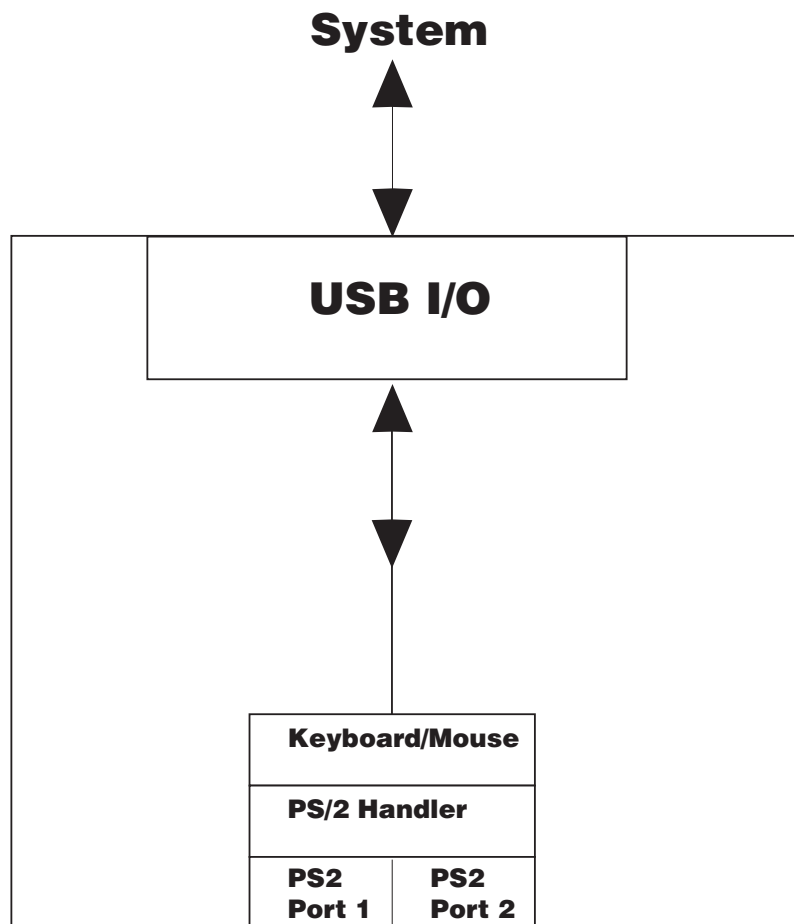 System
USB I/O
Keyboard/Mouse
PS/2 Handler
PS2 PS2
Port 1 Port 2